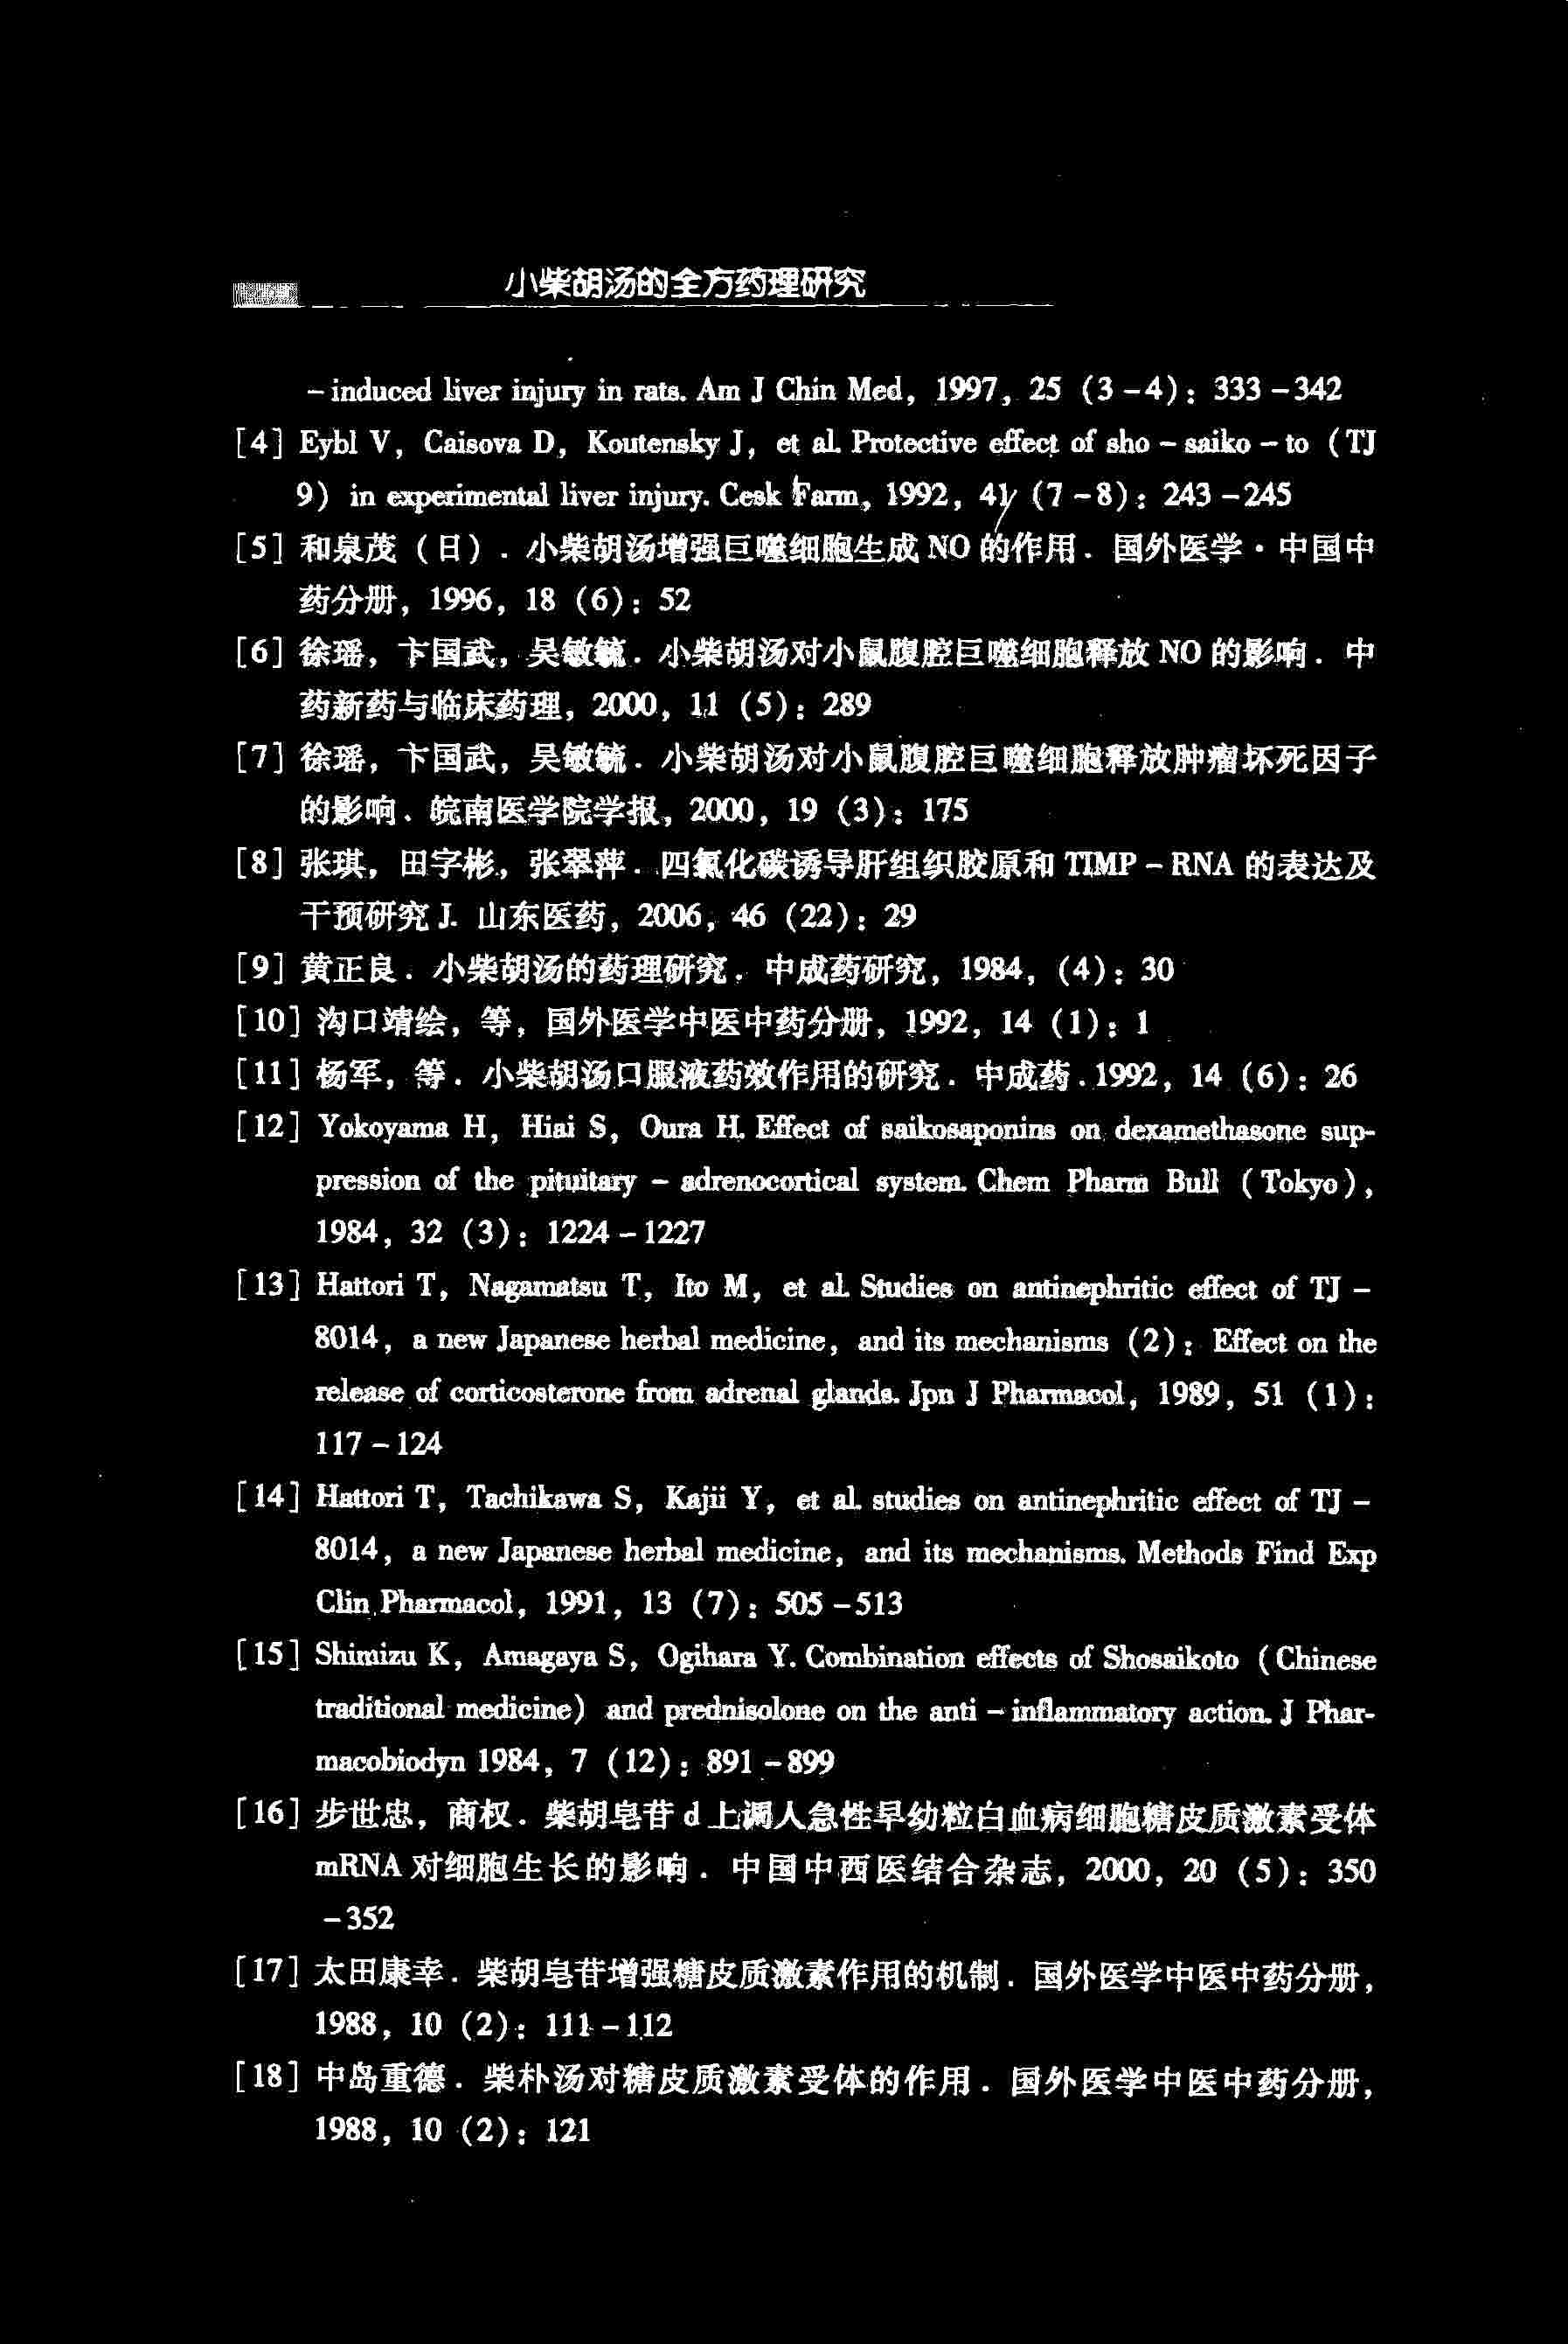 小柴胡汤的全方药理研究
-induced liver injury in rats. Am J Chin Med, 1997, 25 (3-4): 333-342
[4] Eybl V, Caisova D, Koutensky J, et al. Protective effect of sho-saiko-to (TJ
9) in experimental liver injury. Cesk Farm, 1992, 41 (7-8): 243-245
[5] 和泉茂（日）. 小柴胡汤增强巨噬细胞生成NO的作用. 国外医学·中国中
药分册, 1996, 18 (6): 52
[6] 徐瑶, 卞国武, 吴敏毓. 小柴胡汤对小鼠腹腔巨噬细胞释放NO的影响. 中
药新药与临床药理, 2000, 11 (5): 289
[7] 徐瑶, 卞国武, 吴敏毓. 小柴胡汤对小鼠腹腔巨噬细胞释放肿瘤坏死因子
的影响. 皖南医学院学报, 2000, 19 (3): 175
[8] 张琪, 田字彬, 张翠萍. 四氯化碳诱导肝组织胶原和TIMP-RNA的表达及
干预研究J. 山东医药, 2006, 46 (22): 29
[9] 黄正良. 小柴胡汤的药理研究. 中成药研究, 1984, (4): 30
[10] 沟口靖绘, 等, 国外医学中医中药分册, 1992, 14 (1): 1
[11] 杨军, 等. 小柴胡汤口服液药效作用的研究. 中成药.1992, 14 (6): 26
[12] Yokoyama H, Hiai S, Oura H. Effect of saikosaponins on dexamethasone sup-
pression of the pituitary - adrenocortical system. Chem Pharm Bull (Tokyo),
1984, 32 (3): 1224-1227
[13] Hattori T, Nagamatsu T, Ito M, et al. Studies on antinephritic effect of TJ-
8014, a new Japanese herbal medicine, and its mechanisms (2): Effect on the
release of corticosterone from adrenal glands. Jpn J Pharmacol, 1989, 51 (1):
117-124
[14] Hattori T, Tachikawa S, Kajii Y, et al. studies on antinephritic effect of TJ-
8014, a new Japanese herbal medicine, and its mechanisms. Methods Find Exp
Clin Pharmacol, 1991, 13 (7): 505-513
[15] Shimizu K, Amagaya S, Ogihara Y. Combination effects of Shosaikoto (Chinese
traditional medicine) and prednisolone on the anti-inflammatory action. J Phar-
macobiodyn 1984, 7 (12): 891-899
[16] 步世忠, 商权. 柴胡皂苷d上调人急性早幼粒白血病细胞糖皮质激素受体
mRNA对细胞生长的影响. 中国中西医结合杂志, 2000, 20 (5): 350
-352
[17] 太田康幸. 柴胡皂苷增强糖皮质激素作用的机制. 国外医学中医中药分册,
1988, 10 (2): 111-112
[18] 中岛重德. 柴朴汤对糖皮质激素受体的作用. 国外医学中医中药分册,
1988, 10 (2): 121